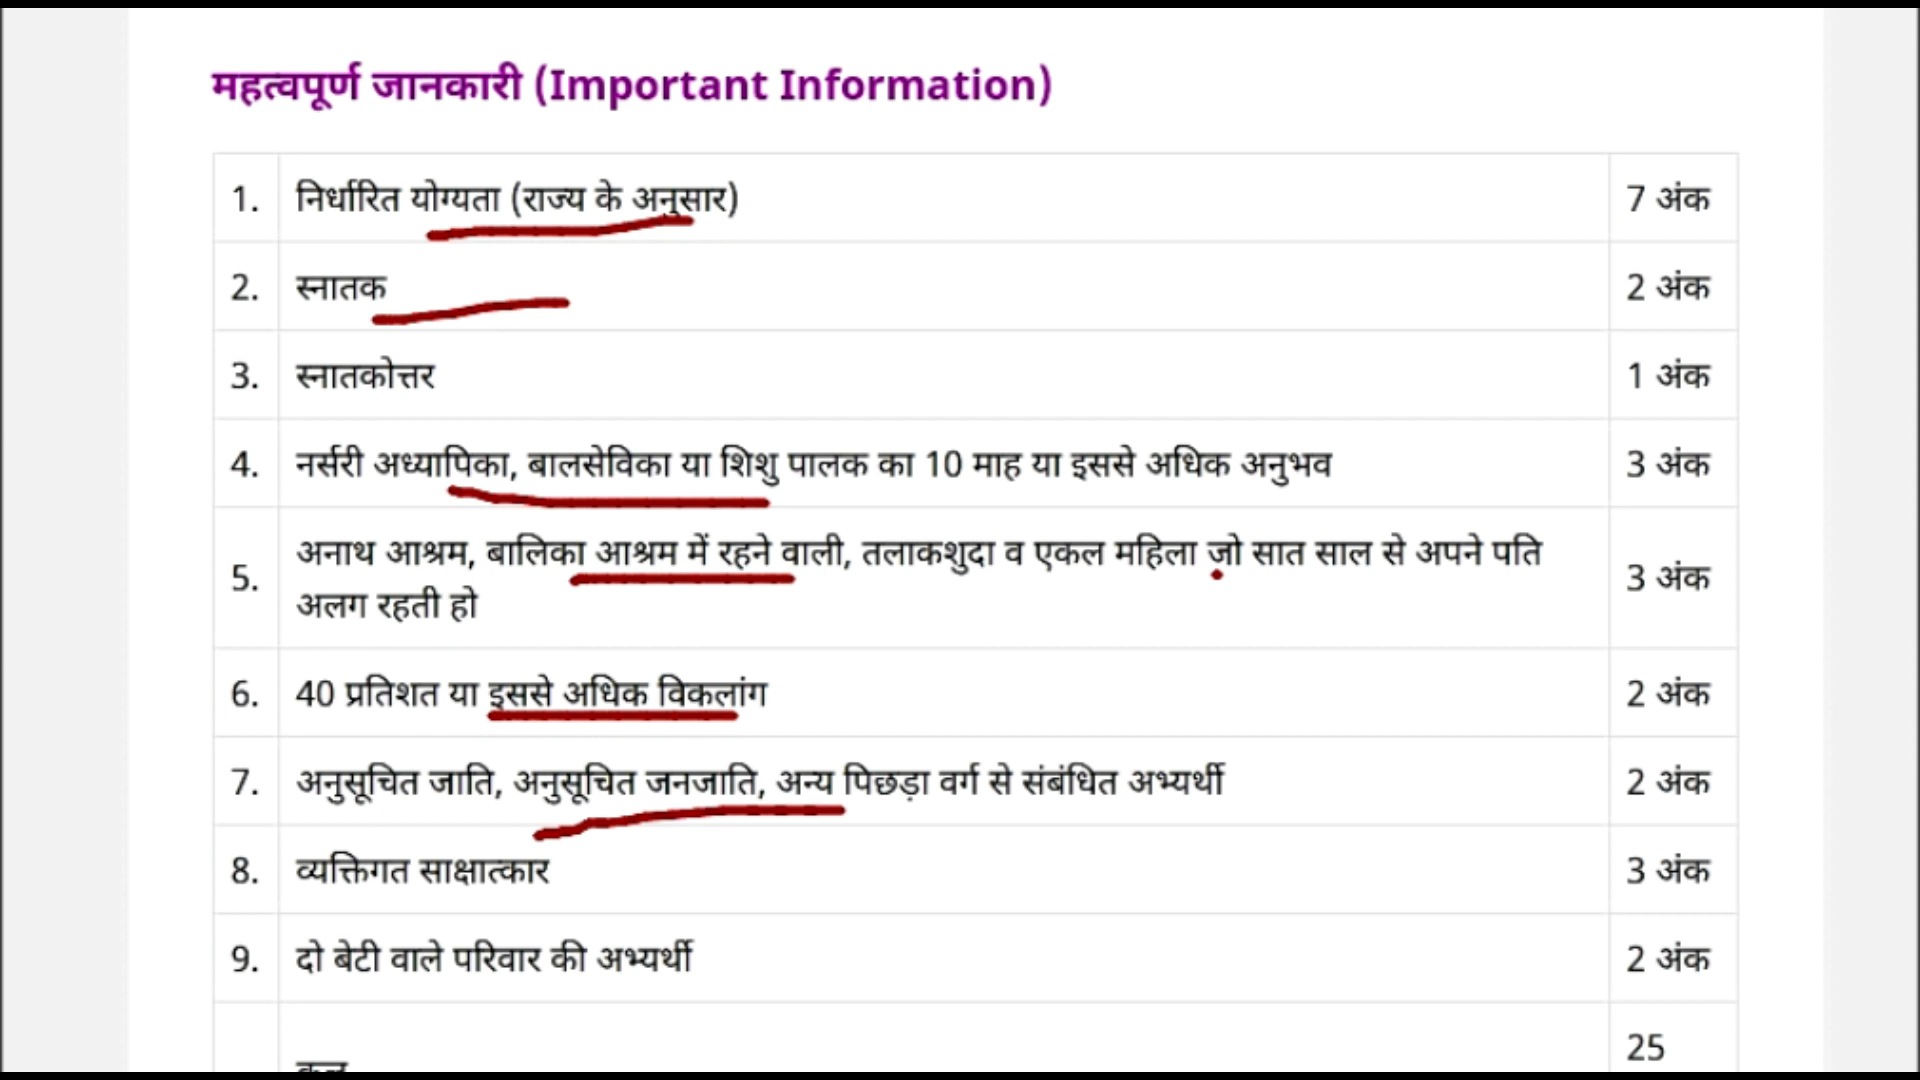 महत्वपूर्ण जानकारी (Important Information)
1. निर्धारित योग्यता (राज्य के अनुसार) 7 अंक
2. स्नातक 2 अंक
3. स्नातकोत्तर 1 अंक
4. नर्सरी अध्यापिका, बालसेविका या शिशु पालक का 10 माह या इससे अधिक अनुभव 3 अंक
5. अनाथ आश्रम, बालिका आश्रम में रहने वाली, तलाकशुदा व एकल महिला जो सात साल से अपने पति
अलग रहती हो 3 अंक
6. 40 प्रतिशत या इससे अधिक विकलांग 2 अंक
7. अनुसूचित जाति, अनुसूचित जनजाति, अन्य पिछड़ा वर्ग से संबंधित अभ्यर्थी 2 अंक
8. व्यक्तिगत साक्षात्कार 3 अंक
9. दो बेटी वाले परिवार की अभ्यर्थी 2 अंक
कुल 25